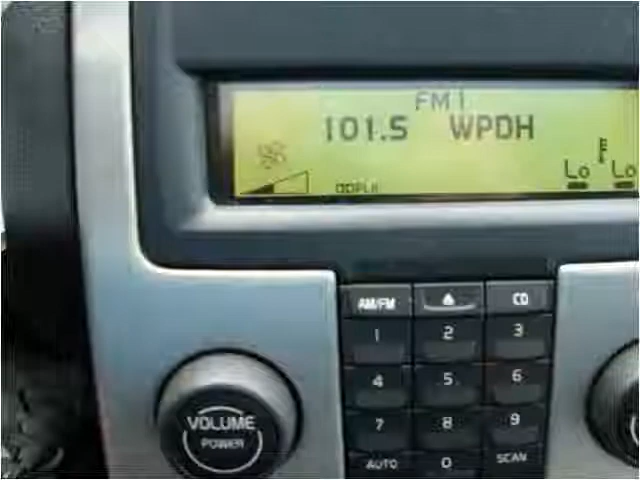 FM1
101.5 WPDH
Lo Lo
▯▯PLII
AM/FM CD
1 2 3
4 5 6
VOLUME 7 8 9
POWER
AUTO 0 SCAN